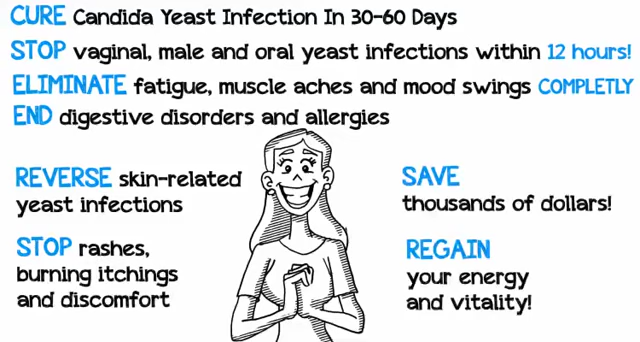 CURE Candida Yeast Infection In 30-60 Days
STOP vaginal, male and oral yeast infections within 12 hours!
ELIMINATE fatigue, muscle aches and mood swings COMPLETLY
END digestive disorders and allergies
REVERSE skin-related
yeast infections
STOP rashes,
burning itchings
and discomfort
SAVE
thousands of dollars!
REGAIN
your energy
and vitality!